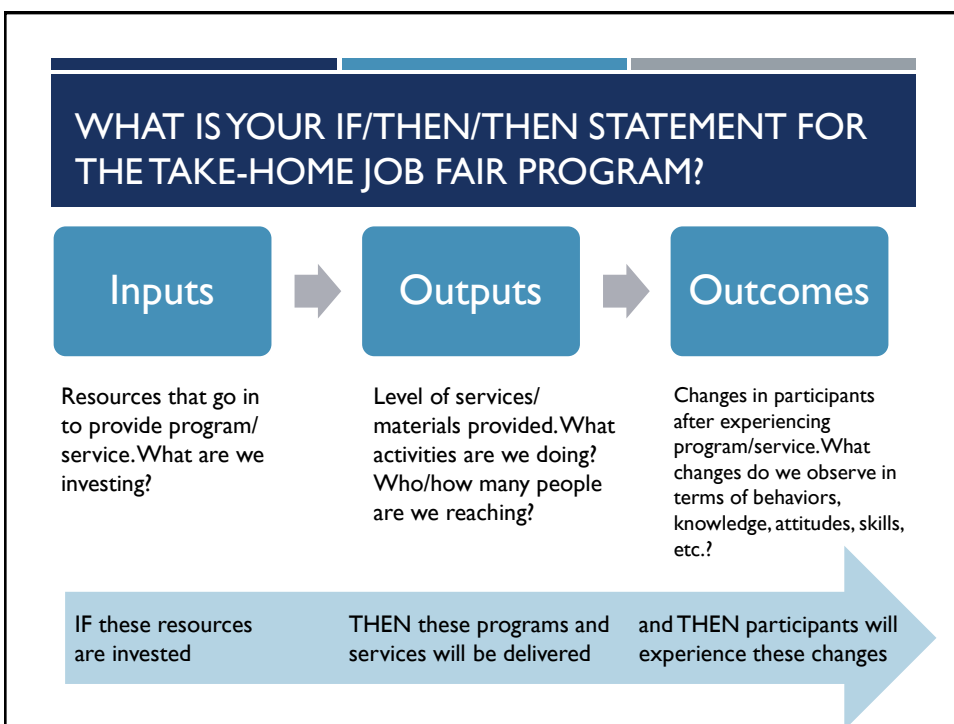 WHAT IS YOUR IF/THEN/THEN STATEMENT FOR
THE TAKE-HOME JOB FAIR PROGRAM?
Inputs
Outputs
Outcomes
Resources that go in
to provide program/
service. What are we
investing?
Level of services/
materials provided. What
activities are we doing?
Who/how many people
are we reaching?
Changes in participants
after experiencing
program/service. What
changes do we observe in
terms of behaviors,
knowledge, attitudes, skills,
etc.?
IF these resources
are invested
THEN these programs and
services will be delivered
and THEN participants will
experience these changes